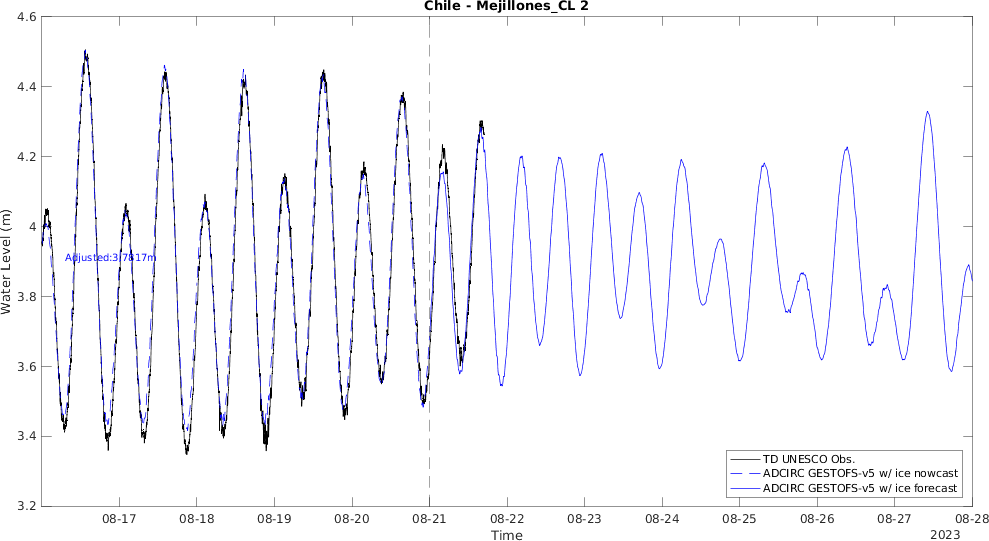 Chile - Mejillones_CL 2
4.6
4.4
4.2
4
3.8
3.6
3.4
3.2
Water Level (m)
Adjusted:3.7817m
TD UNESCO Obs.
ADCIRC GESTOFS-v5 w/ ice nowcast
ADCIRC GESTOFS-v5 w/ ice forecast
08-17 08-18 08-19 08-20 08-21 08-22 08-23 08-24 08-25 08-26 08-27 08-28
Time
2023